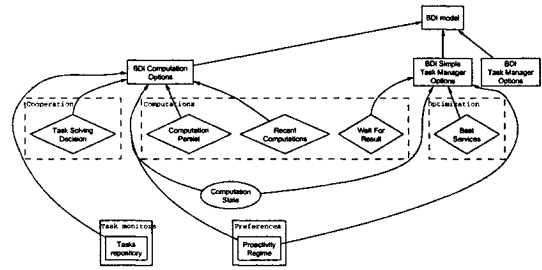 BDI model
BDI Computation
Options
BDI Simple
Task Manager
Options
BDI
Task Manager
Options
Cooperation
Computations
Optimization
Task Solving
Decision
Computation
Persist
Recent
Computations
Wait For
Result
Best
Services
Computation
State
Task monitors
Tasks
repository
Preferences
Proactivity
Regime